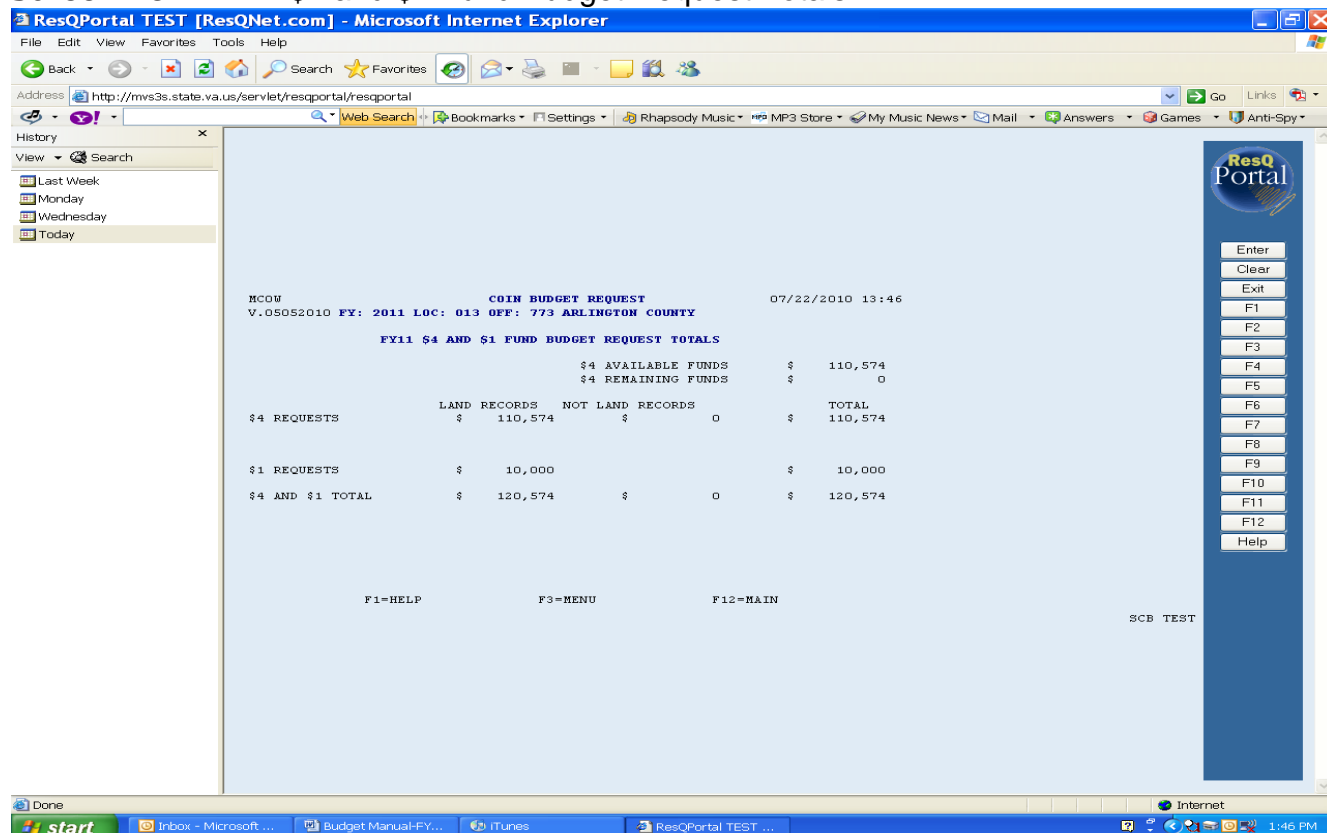 ResQPortal TEST [ResQNet.com] - Microsoft Internet Explorer
File Edit View Favorites Tools Help
Back Search Favorites
Address http://mvs3s.state.va.us/servlet/resqportal/resqportal Go Links
Web Search Bookmarks Settings Rhapsody Music MP3 Store My Music News Mail Answers Games Anti-Spy
History
View Search
Last Week
Monday
Wednesday
Today
MCOW COIN BUDGET REQUEST 07/22/2010 13:46
V.05052010 FY: 2011 LOC: 013 OFF: 773 ARLINGTON COUNTY
FY11 $4 AND $1 FUND BUDGET REQUEST TOTALS
$4 AVAILABLE FUNDS $ 110,574
$4 REMAINING FUNDS $ 0
LAND RECORDS NOT LAND RECORDS TOTAL
$4 REQUESTS $ 110,574 $ 0 $ 110,574
$1 REQUESTS $ 10,000 $ 10,000
$4 AND $1 TOTAL $ 120,574 $ 0 $ 120,574
F1=HELP F3=MENU F12=MAIN
SCB TEST
ResQ
Portal
Enter
Clear
Exit
F1
F2
F3
F4
F5
F6
F7
F8
F9
F10
F11
F12
Help
Done Internet
start Inbox - Microsoft ... Budget Manual-FY... iTunes ResQPortal TEST ... 1:46 PM